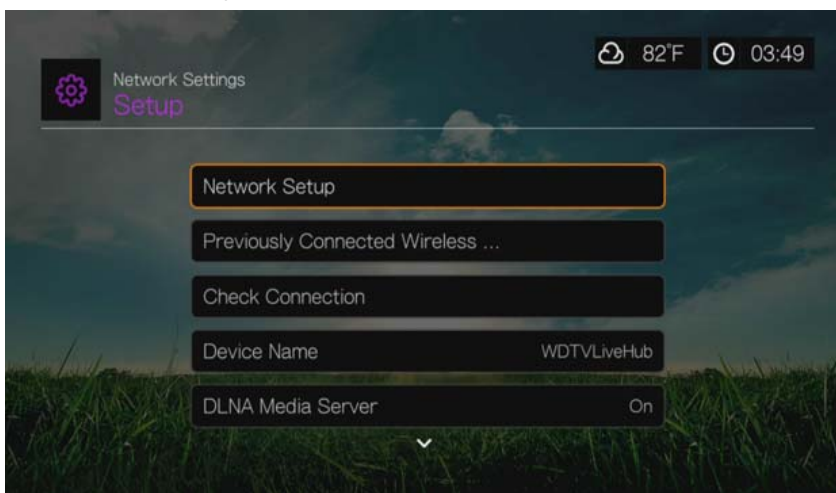 82°F 03:49
Network Settings
Setup
Network Setup
Previously Connected Wireless ...
Check Connection
Device Name WDTVLiveHub
DLNA Media Server On